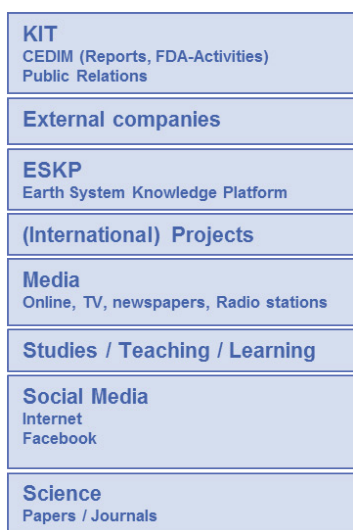 KIT
CEDIM (Reports, FDA-Activities)
Public Relations
External companies
ESKP
Earth System Knowledge Platform
(International) Projects
Media
Online, TV, newspapers, Radio stations
Studies / Teaching / Learning
Social Media
Internet
Facebook
Science
Papers / Journals